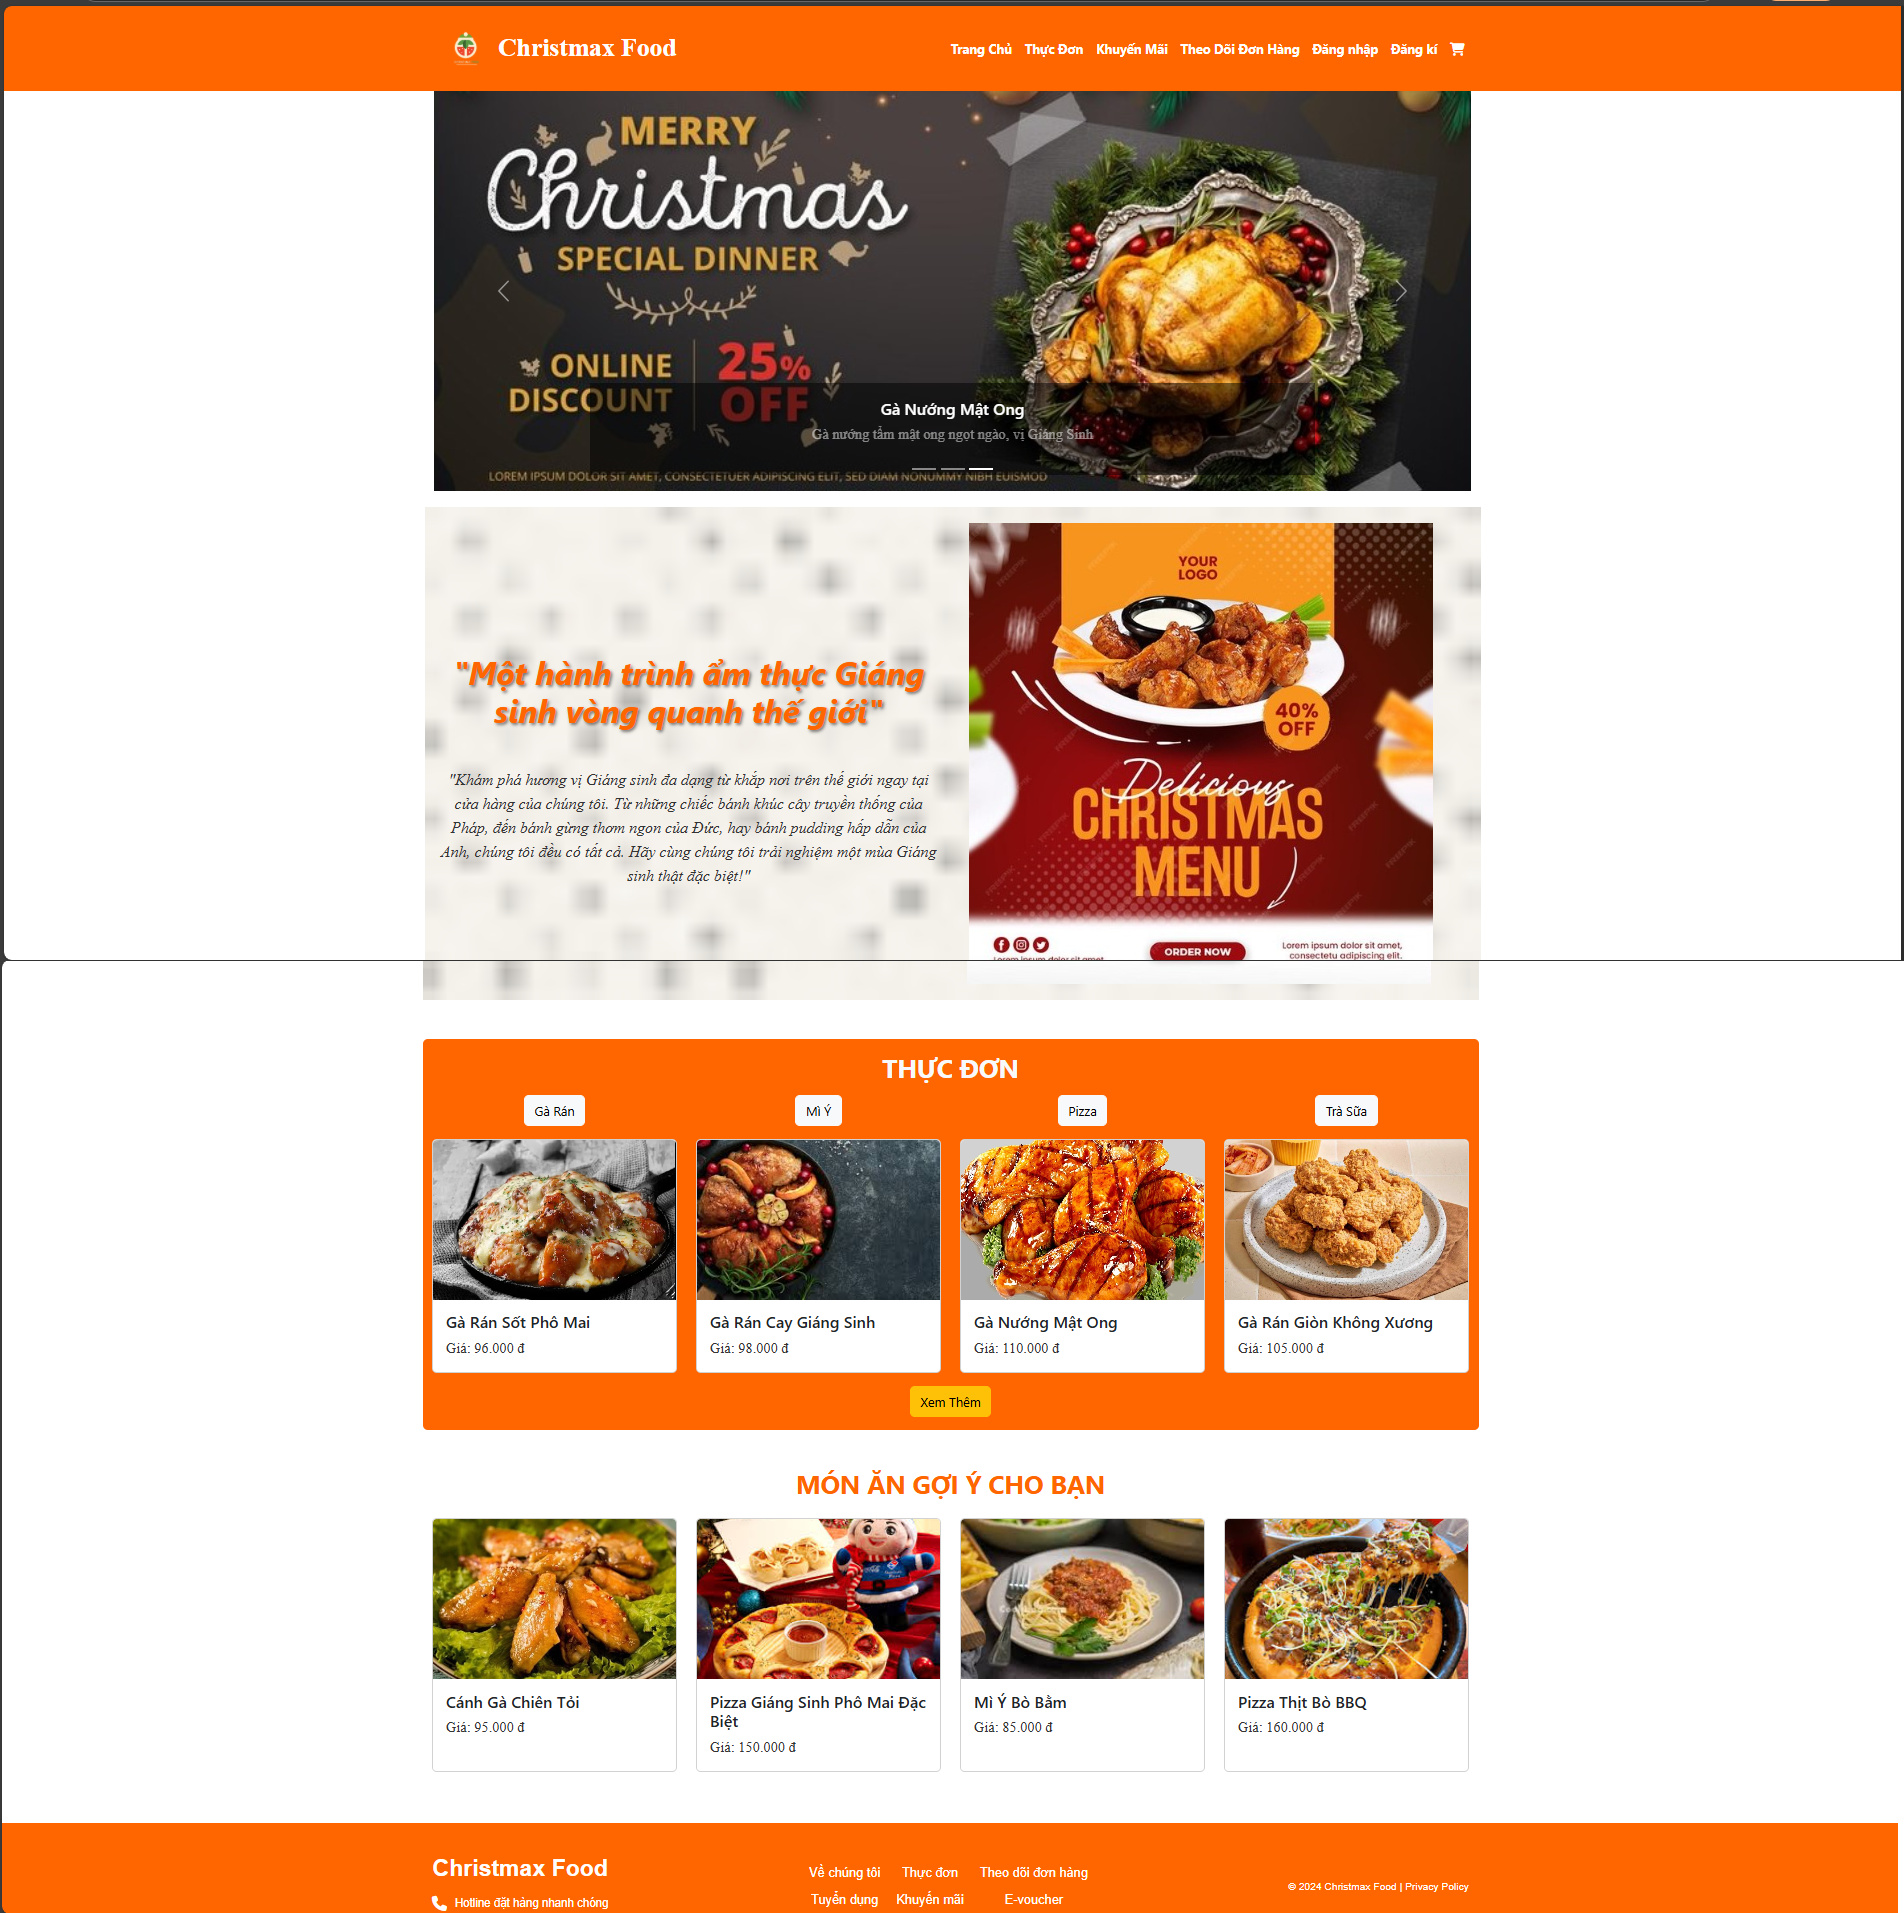 Christmax Food
Trang Chủ Thực Đơn Khuyến Mãi Theo Dõi Đơn Hàng Đăng nhập Đăng kí
MERRY
Christmas
SPECIAL DINNER
ONLINE
DISCOUNT
25%
OFF
Gà Nướng Mật Ong
Gà nướng tẩm mật ong ngọt ngào, vị Giáng Sinh
LOREM IPSUM DOLOR SIT AMET, CONSECTETUER ADIPISCING ELIT, SED DIAM NONUMMY NIBH EUISMOD
"Một hành trình ẩm thực Giáng
sinh vòng quanh thế giới"
"Khám phá hương vị Giáng sinh đa dạng từ khắp nơi trên thế giới ngay tại
cửa hàng của chúng tôi. Từ những chiếc bánh khúc cây truyền thống của
Pháp, đến bánh gừng thơm ngon của Đức, hay bánh pudding hấp dẫn của
Anh, chúng tôi đều có tất cả. Hãy cùng chúng tôi trải nghiệm một mùa Giáng
sinh thật đặc biệt!"
YOUR
LOGO
40%
OFF
Delicious
CHRISTMAS
MENU
ORDER NOW
Lorem ipsum dolor sit amet,
consectetu adipiscing elit.
THỰC ĐƠN
Gà Rán
Mì Ý
Pizza
Trà Sữa
Gà Rán Sốt Phô Mai
Giá: 96.000 đ
Gà Rán Cay Giáng Sinh
Giá: 98.000 đ
Gà Nướng Mật Ong
Giá: 110.000 đ
Gà Rán Giòn Không Xương
Giá: 105.000 đ
Xem Thêm
MÓN ĂN GỢI Ý CHO BẠN
Cánh Gà Chiên Tỏi
Giá: 95.000 đ
Pizza Giáng Sinh Phô Mai Đặc
Biệt
Giá: 150.000 đ
Mì Ý Bò Bằm
Giá: 85.000 đ
Pizza Thịt Bò BBQ
Giá: 160.000 đ
Christmax Food
Hotline đặt hàng nhanh chóng
Về chúng tôi Thực đơn Theo dõi đơn hàng
Tuyển dụng Khuyến mãi E-voucher
© 2024 Christmax Food | Privacy Policy